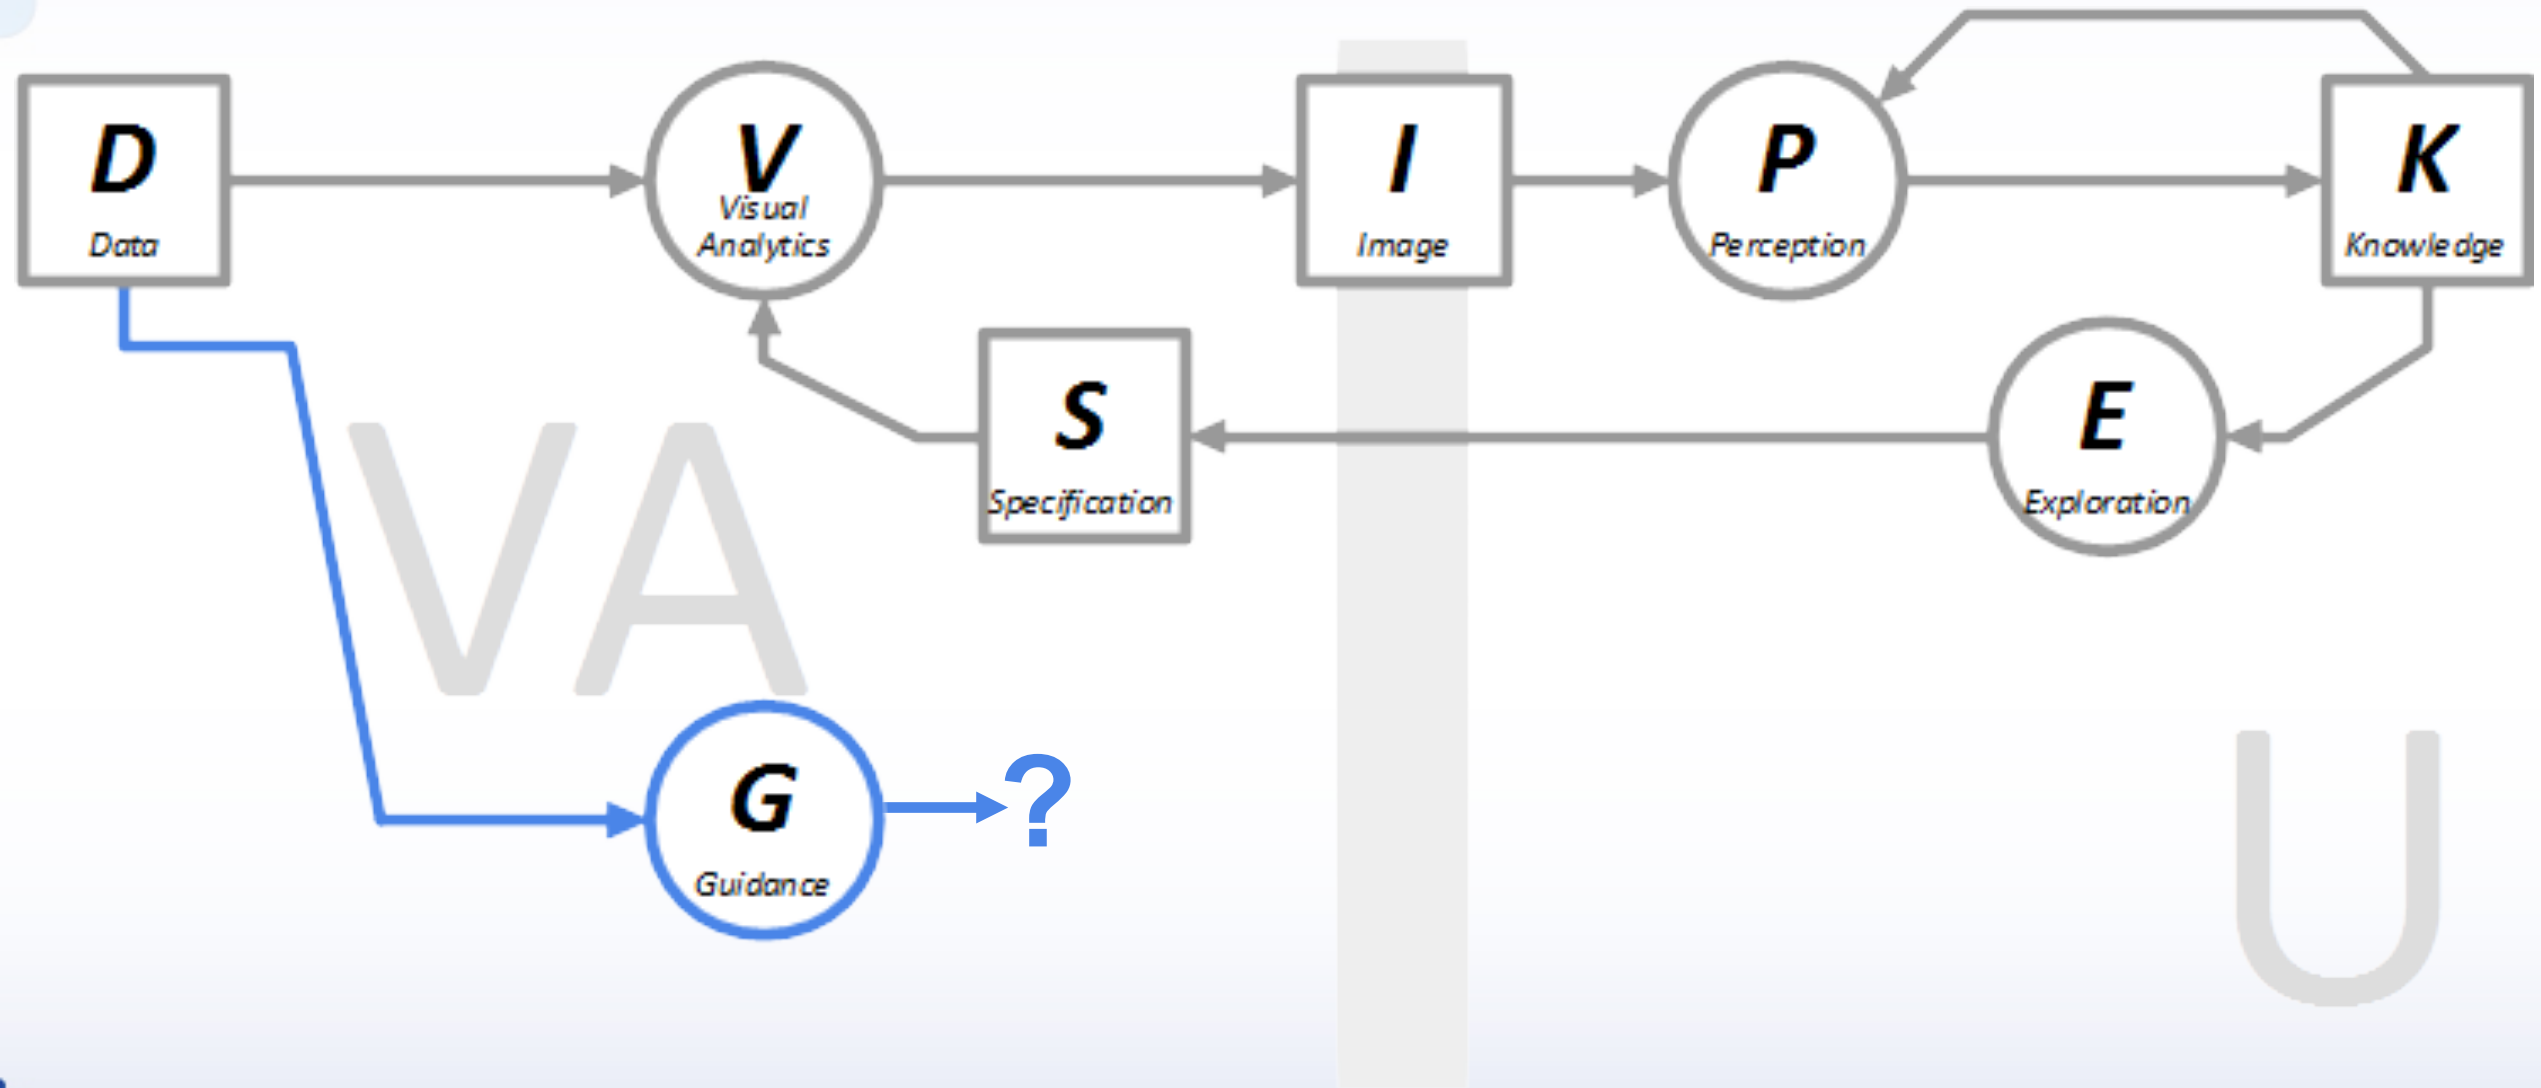 D
Data
V
Visual
Analytics
I
Image
P
Perception
K
Knowledge
S
Specification
E
Exploration
VA
G
Guidance
?
U